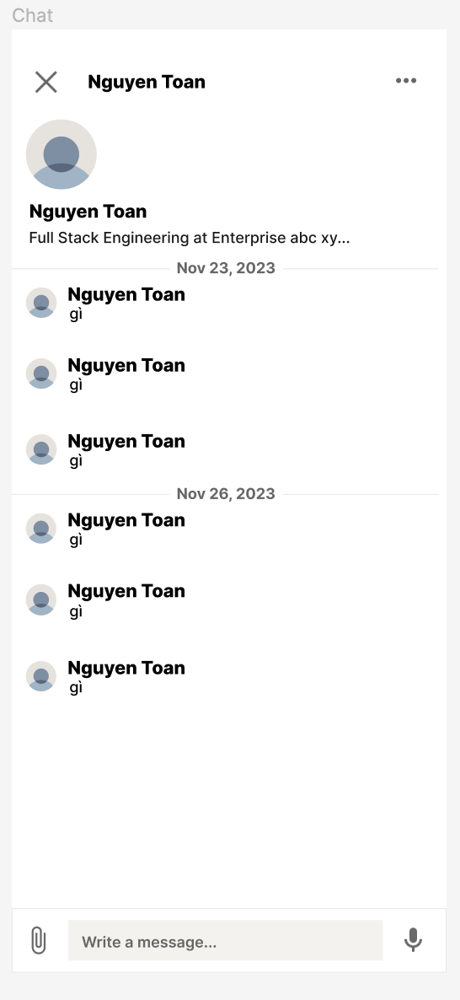 Chat
Nguyen Toan
Nguyen Toan
Full Stack Engineering at Enterprise abc xy...
Nov 23, 2023
Nguyen Toan
gì
Nguyen Toan
gì
Nguyen Toan
gì
Nov 26, 2023
Nguyen Toan
gì
Nguyen Toan
gì
Nguyen Toan
gì
Write a message...